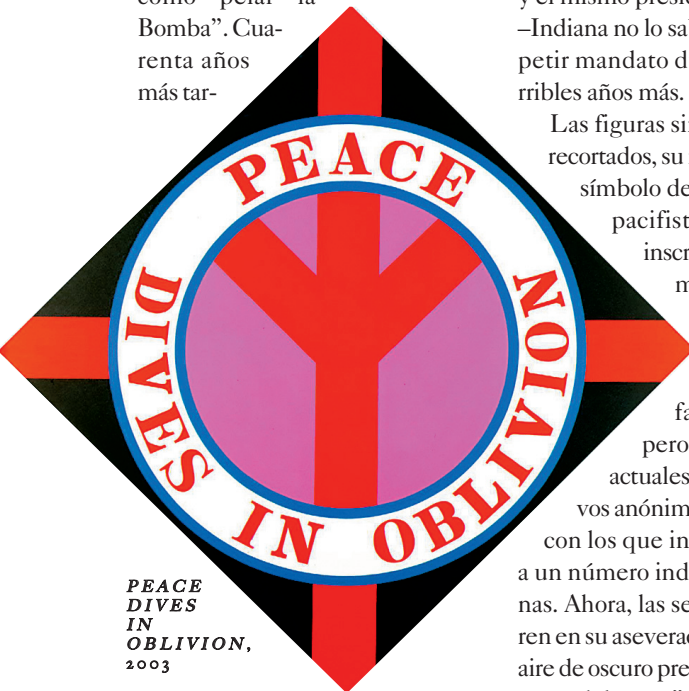 como pelar la
Bomba”. Cua-
renta años
más tar-
PEACE
DIVES IN OBLIVION
PEACE
DIVES
IN
OBLIVION,
2003
y el mismo presid
–Indiana no lo sa
petir mandato d
rribles años más.
Las figuras si
recortados, su
símbolo de
pacifist
inscr
m
fa
pero
actuales
vos anónim
con los que in
a un número ind
nas. Ahora, las se
ren en su aseverac
aire de oscuro pre